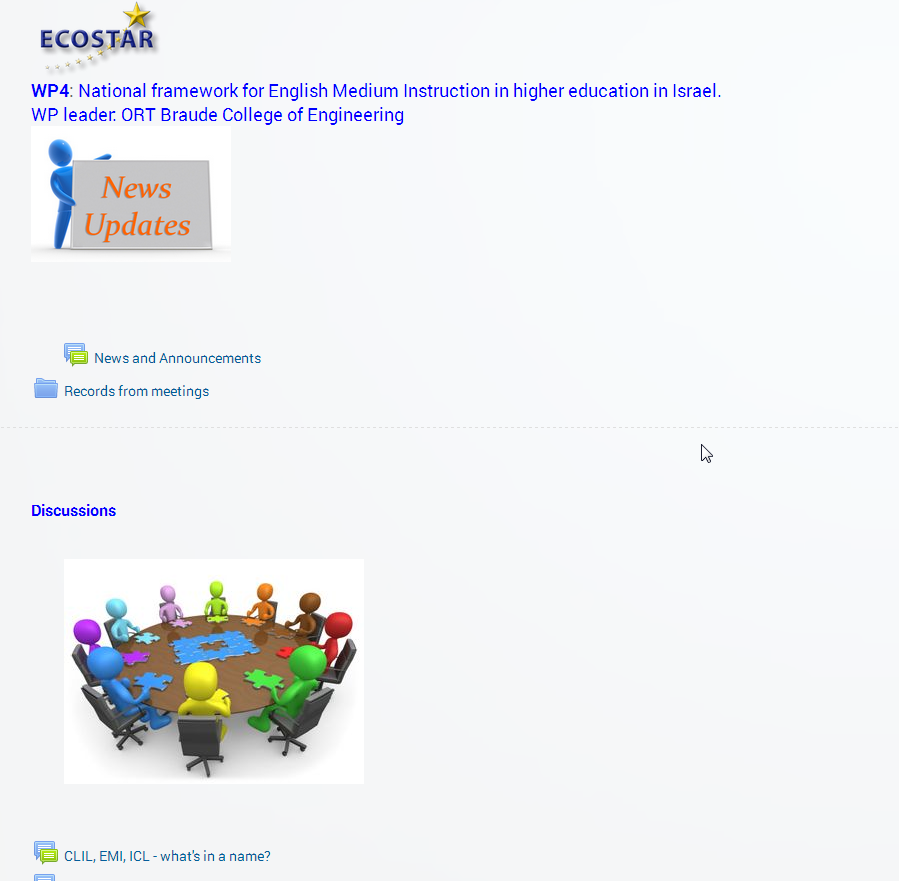 ECOSTAR
WP4: National framework for English Medium Instruction in higher education in Israel.
WP leader: ORT Braude College of Engineering
News
Updates
News and Announcements
Records from meetings
Discussions
CLIL, EMI, ICL - what's in a name?